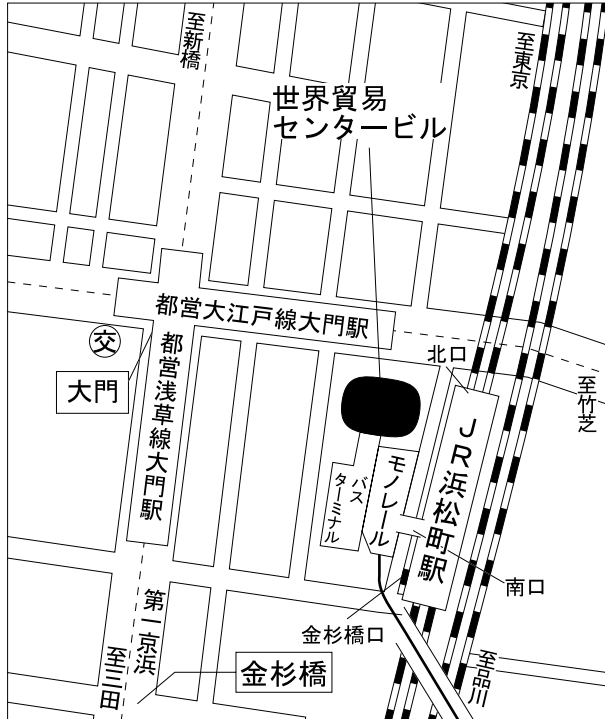 至新橋
至東京
世界貿易
センタービル
都営大江戸線大門駅
交
大門
都営浅草線大門駅
北口
至竹芝
JR浜松町駅
モノレール
バス
ターミナル
南口
金杉橋口
第一京浜
至三田
金杉橋
至品川